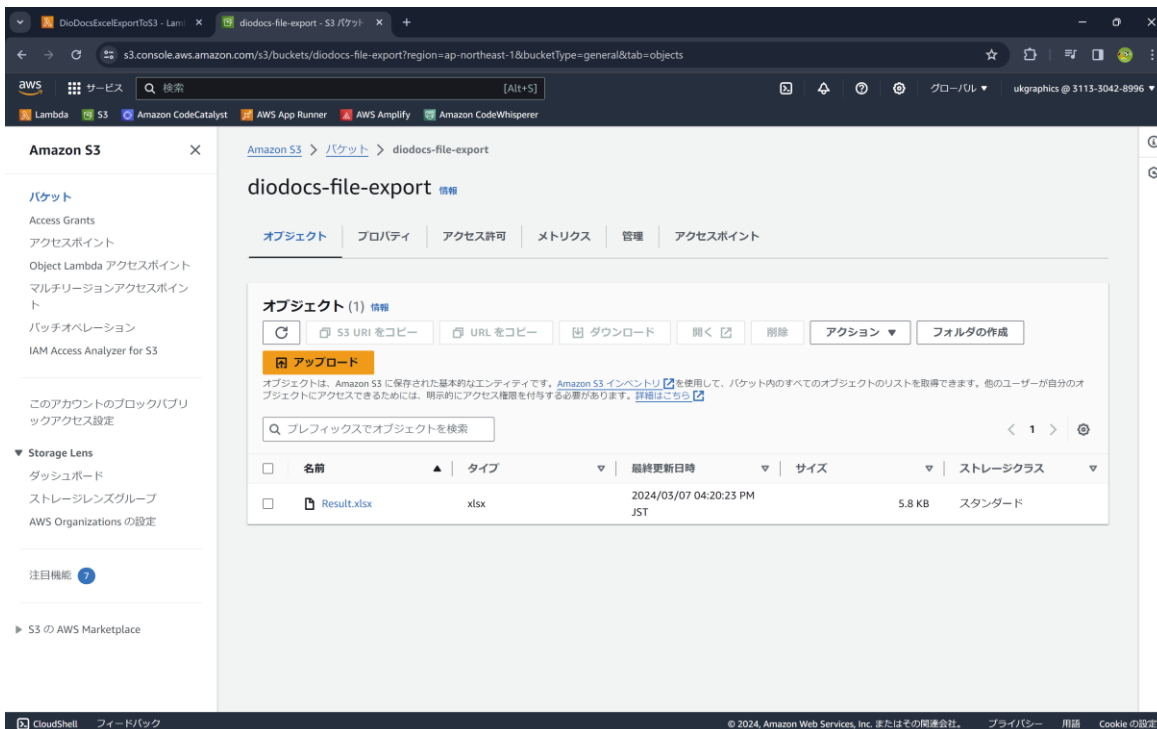 DioDocsExcelExportToS3 - Lam
diodocs-file-export - S3 バケット
s3.console.aws.amazon.com/s3/buckets/diodocs-file-export?region=ap-northeast-1&bucketType=general&tab=objects
aws サービス 検索 [Alt+S] グローバル ukgraphics @ 3113-3042-8996
Lambda S3 Amazon CodeCatalyst AWS App Runner AWS Amplify Amazon CodeWhisperer
Amazon S3
バケット
Access Grants
アクセスポイント
Object Lambda アクセスポイント
マルチリージョンアクセスポイン
ト
バッチオペレーション
IAM Access Analyzer for S3
このアカウントのブロックパブリ
ックアクセス設定
Storage Lens
ダッシュボード
ストレージレンズグループ
AWS Organizations の設定
注目機能 7
S3 の AWS Marketplace
Amazon S3 > バケット > diodocs-file-export
diodocs-file-export 情報
オブジェクト プロパティ アクセス許可 メトリクス 管理 アクセスポイント
オブジェクト (1) 情報
S3 URI をコピー URL をコピー ダウンロード 開く 削除 アクション フォルダの作成
アップロード
オブジェクトは、Amazon S3 に保存された基本的なエンティティです。Amazon S3 インベントリ を使用して、バケット内のすべてのオブジェクトのリストを取得できます。他のユーザーが自分のオ
ブジェクトにアクセスできるためには、明示的にアクセス権限を付与する必要があります。詳細はこちら
プレフィックスでオブジェクトを検索
< 1 >
名前 タイプ 最終更新日時 サイズ ストレージクラス
Result.xlsx xlsx 2024/03/07 04:20:23 PM 5.8 KB スタンダード
JST
CloudShell フィードバック © 2024, Amazon Web Services, Inc. またはその関連会社。 プライバシー 用語 Cookie の設定